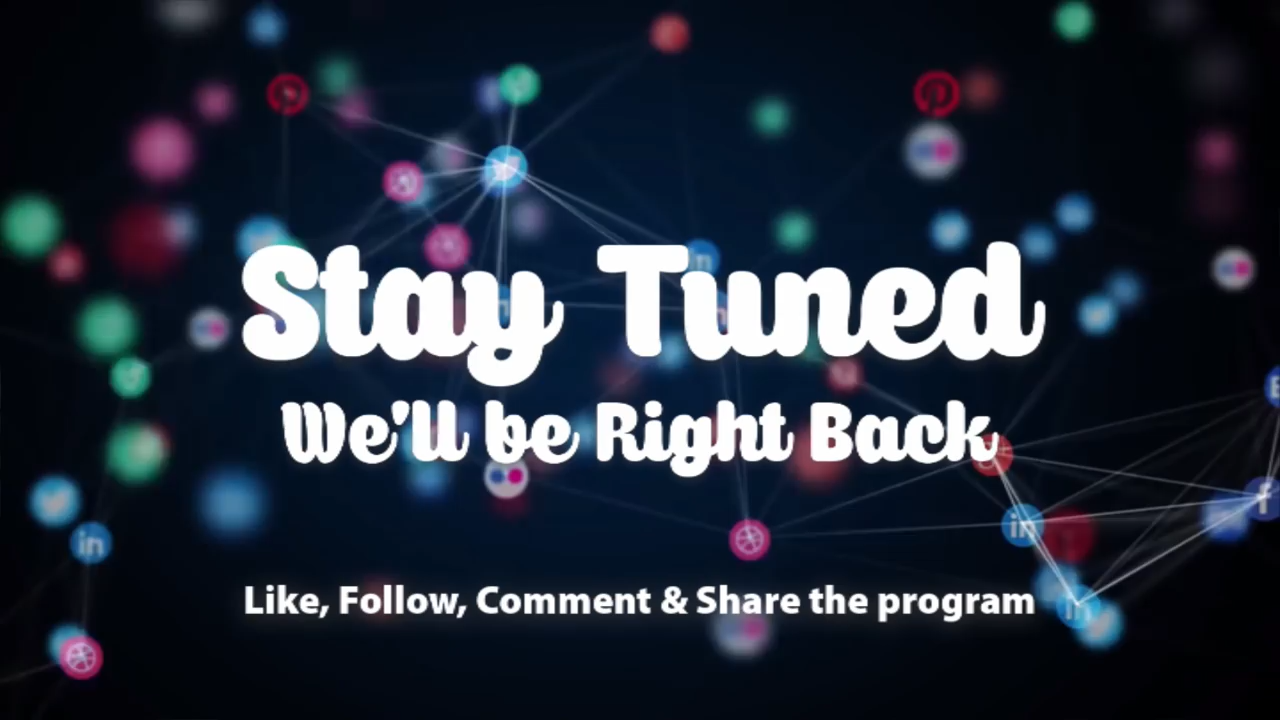 Stay Tuned
We'll be Right Back
Like, Follow, Comment & Share the program